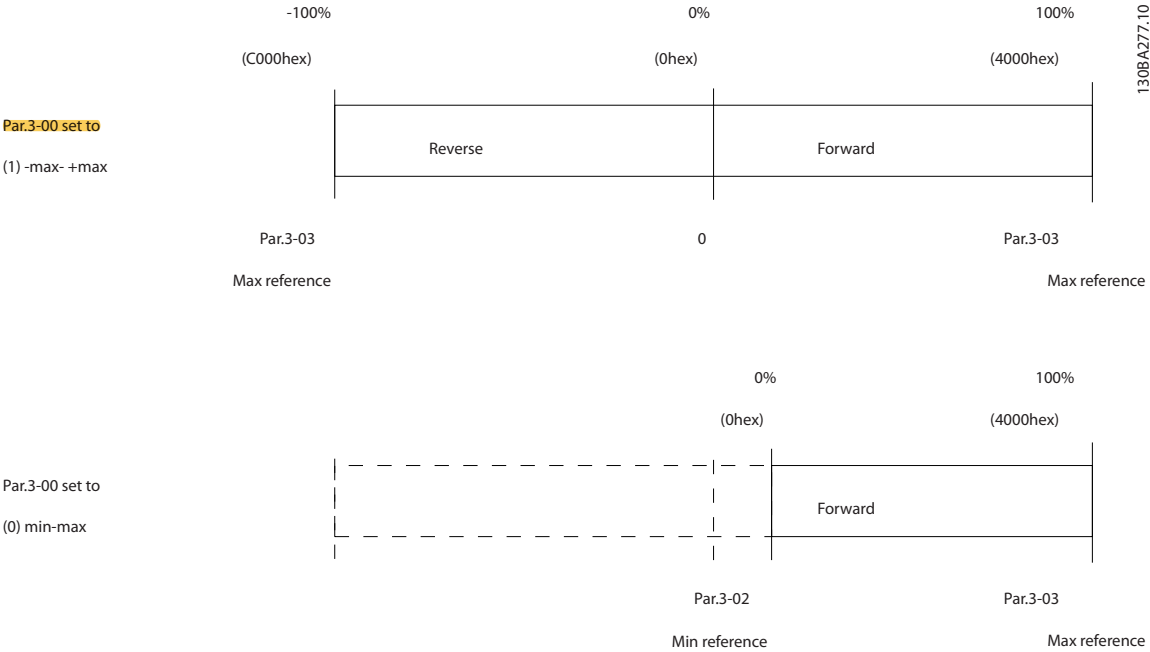 -100% 0% 100%
(C000hex) (0hex) (4000hex)
130BA277.10
Par.3-00 set to
(1) -max- +max
Reverse Forward
Par.3-03 0 Par.3-03
Max reference Max reference
0% 100%
(0hex) (4000hex)
Par.3-00 set to
(0) min-max
Forward
Par.3-02 Par.3-03
Min reference Max reference